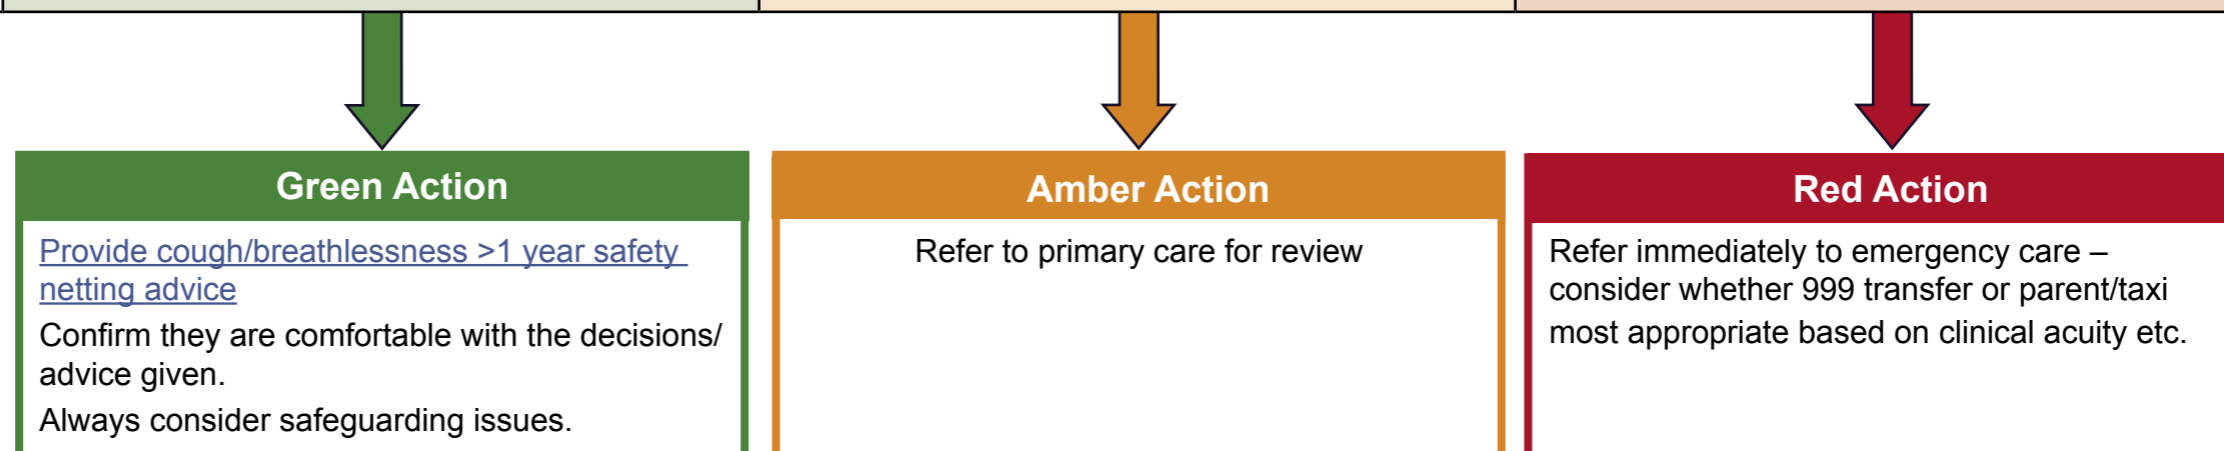 Green Action
Provide cough/breathlessness >1 year safety
netting advice
Confirm they are comfortable with the decisions/
advice given.
Always consider safeguarding issues.
Amber Action
Refer to primary care for review
Red Action
Refer immediately to emergency care –
consider whether 999 transfer or parent/taxi
most appropriate based on clinical acuity etc.